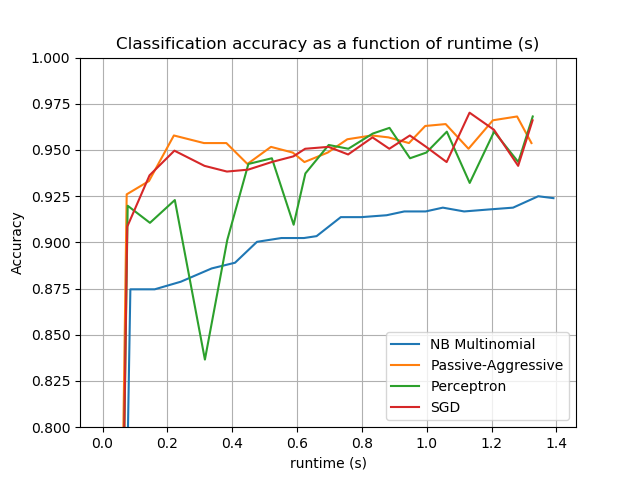 Classification accuracy as a function of runtime (s)
1.000
0.975
0.950
0.925
0.900
0.875
0.850
0.825
0.800
Accuracy
NB Multinomial
Passive-Aggressive
Perceptron
SGD
0.0 0.2 0.4 0.6 0.8 1.0 1.2 1.4
runtime (s)